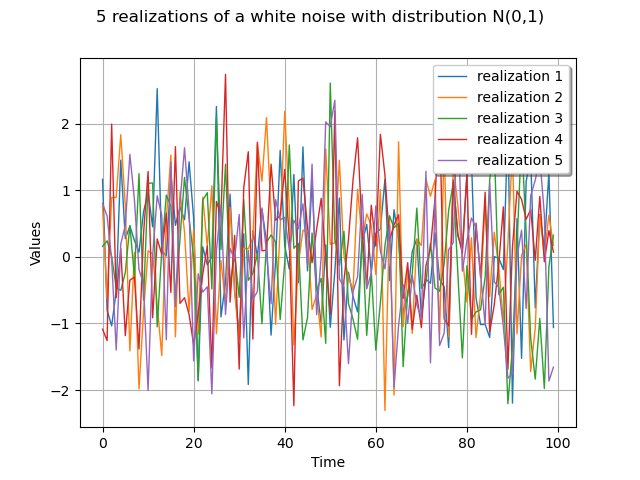 5 realizations of a white noise with distribution N(0,1)
realization 1
realization 2
realization 3
realization 4
realization 5
Values
2
1
0
−1
−2
0 20 40 60 80 100
Time